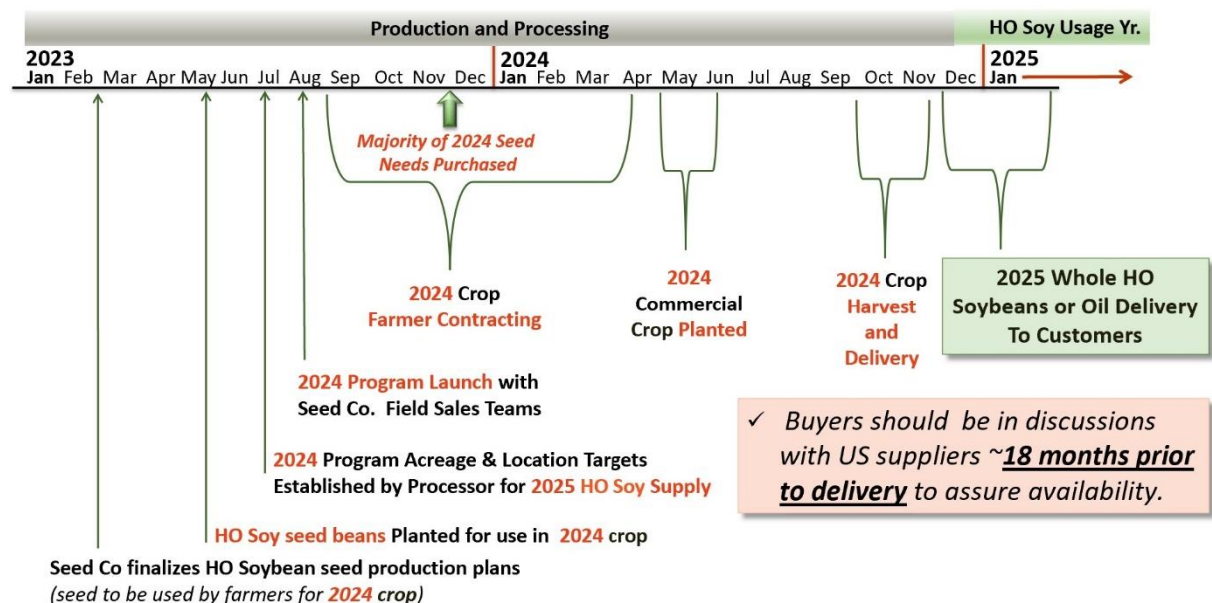 Production and Processing
HO Soy Usage Yr.
2023
2024
2025
Jan Feb Mar Apr May Jun Jul Aug Sep Oct Nov Dec Jan Feb Mar Apr May Jun Jul Aug Sep Oct Nov Dec Jan
Majority of 2024 Seed
Needs Purchased
2024 Crop
Farmer Contracting
2024
Commercial
Crop Planted
2024 Crop
Harvest
and
Delivery
2025 Whole HO
Soybeans or Oil Delivery
To Customers
2024 Program Launch with
Seed Co. Field Sales Teams
✓ Buyers should be in discussions
with US suppliers ~18 months prior
to delivery to assure availability.
2024 Program Acreage & Location Targets
Established by Processor for 2025 HO Soy Supply
HO Soy seed beans Planted for use in 2024 crop
Seed Co finalizes HO Soybean seed production plans
(seed to be used by farmers for 2024 crop)